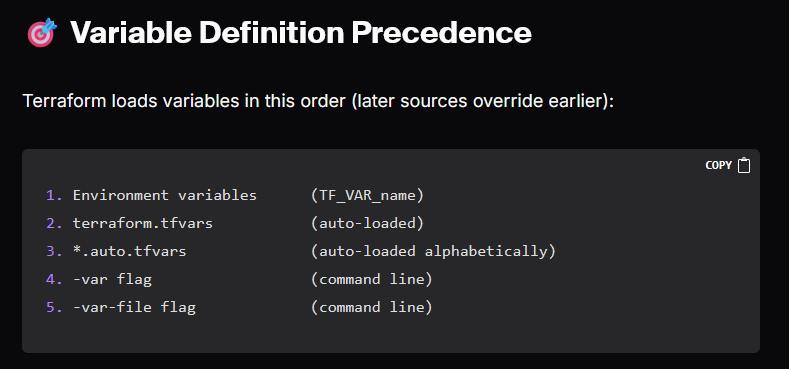 🎯 Variable Definition Precedence
Terraform loads variables in this order (later sources override earlier):
COPY
1. Environment variables      (TF_VAR_name)
2. terraform.tfvars           (auto-loaded)
3. *.auto.tfvars              (auto-loaded alphabetically)
4. -var flag                  (command line)
5. -var-file flag             (command line)